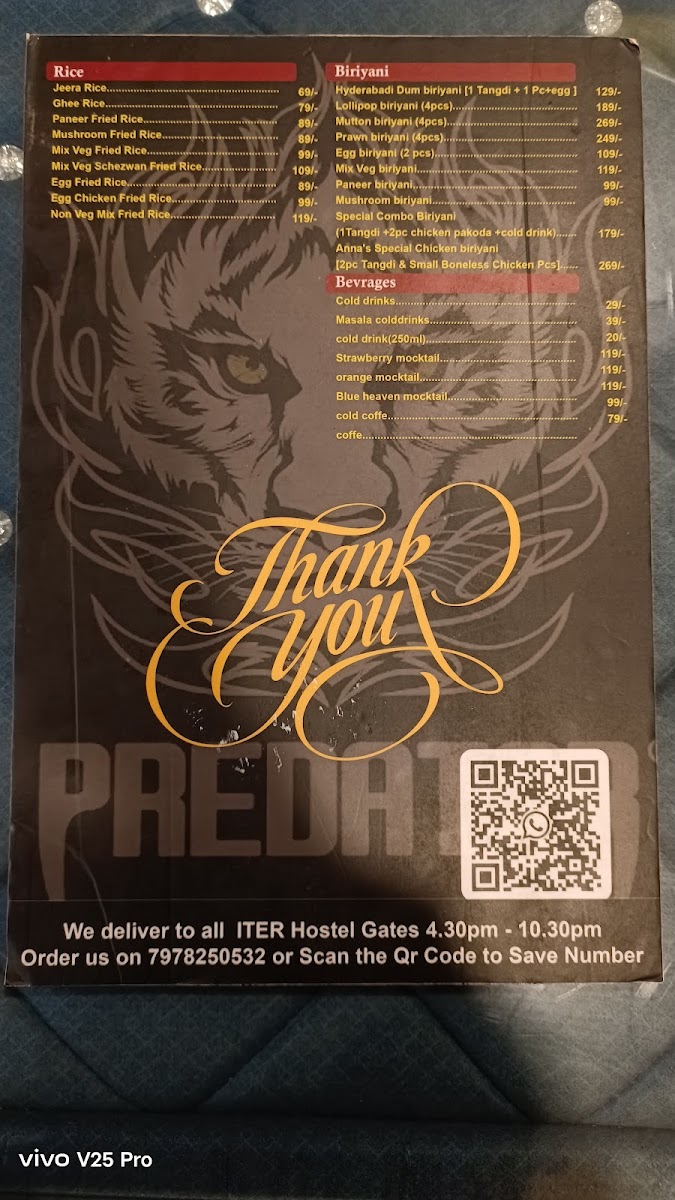 Rice
Jeera Rice 69/-
Ghee Rice 79/-
Paneer Fried Rice 89/-
Mushroom Fried Rice 89/-
Mix Veg Fried Rice 99/-
Mix Veg Schezwan Fried Rice 109/-
Egg Fried Rice 89/-
Egg Chicken Fried Rice 99/-
Non Veg Mix Fried Rice 119/-
Biriyani
Hyderabadi Dum biriyani [1 Tangdi + 1 Pc+egg ] 129/-
Lollipop biriyani (4pcs) 189/-
Mutton biriyani (4pcs) 269/-
Prawn biriyani (4pcs) 249/-
Egg biriyani (2 pcs) 109/-
Mix Veg biriyani 119/-
Paneer biriyani 99/-
Mushroom biriyani 99/-
Special Combo Biriyani
(1Tangdi +2pc chicken pakoda +cold drink) 179/-
Anna's Special Chicken biriyani
[2pc Tangdi & Small Boneless Chicken Pcs] 269/-
Bevrages
Cold drinks 29/-
Masala colddrinks 39/-
cold drink(250ml) 20/-
Strawberry mocktail 119/-
orange mocktail 119/-
Blue heaven mocktail 119/-
cold coffe 99/-
coffe 79/-
Thank
you
PREDATOR
We deliver to all ITER Hostel Gates 4.30pm - 10.30pm
Order us on 7978250532 or Scan the Qr Code to Save Number
vivo V25 Pro